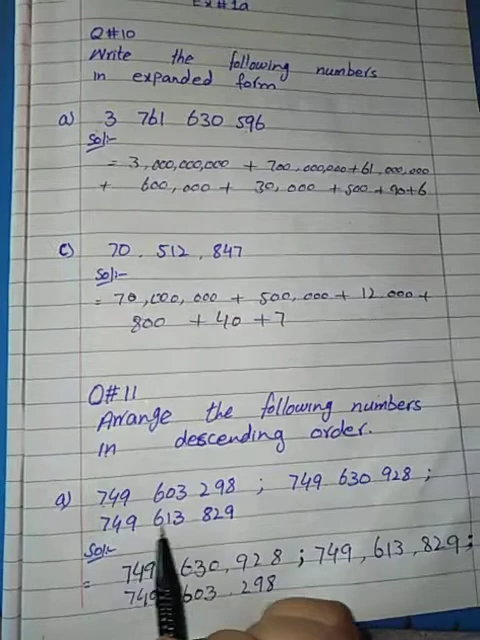 Ex#1a
Q#10
Write the following numbers
in expanded form
a) 3 761 630 596
Sol:-
= 3,000,000,000 + 700,000,000+61,000,000
+ 600,000 + 30,000 +500+90+6
c) 70.512,847
Sol:-
= 70,000,000 + 500,000+ 12000+
800 +40+7
Q#11
Arrange the following numbers
in descending order.
a) 749 603 298 ; 749 630 928 ;
749 613 829
Sol:-
= 749 630,928 ; 749,613,829;
749 603.298